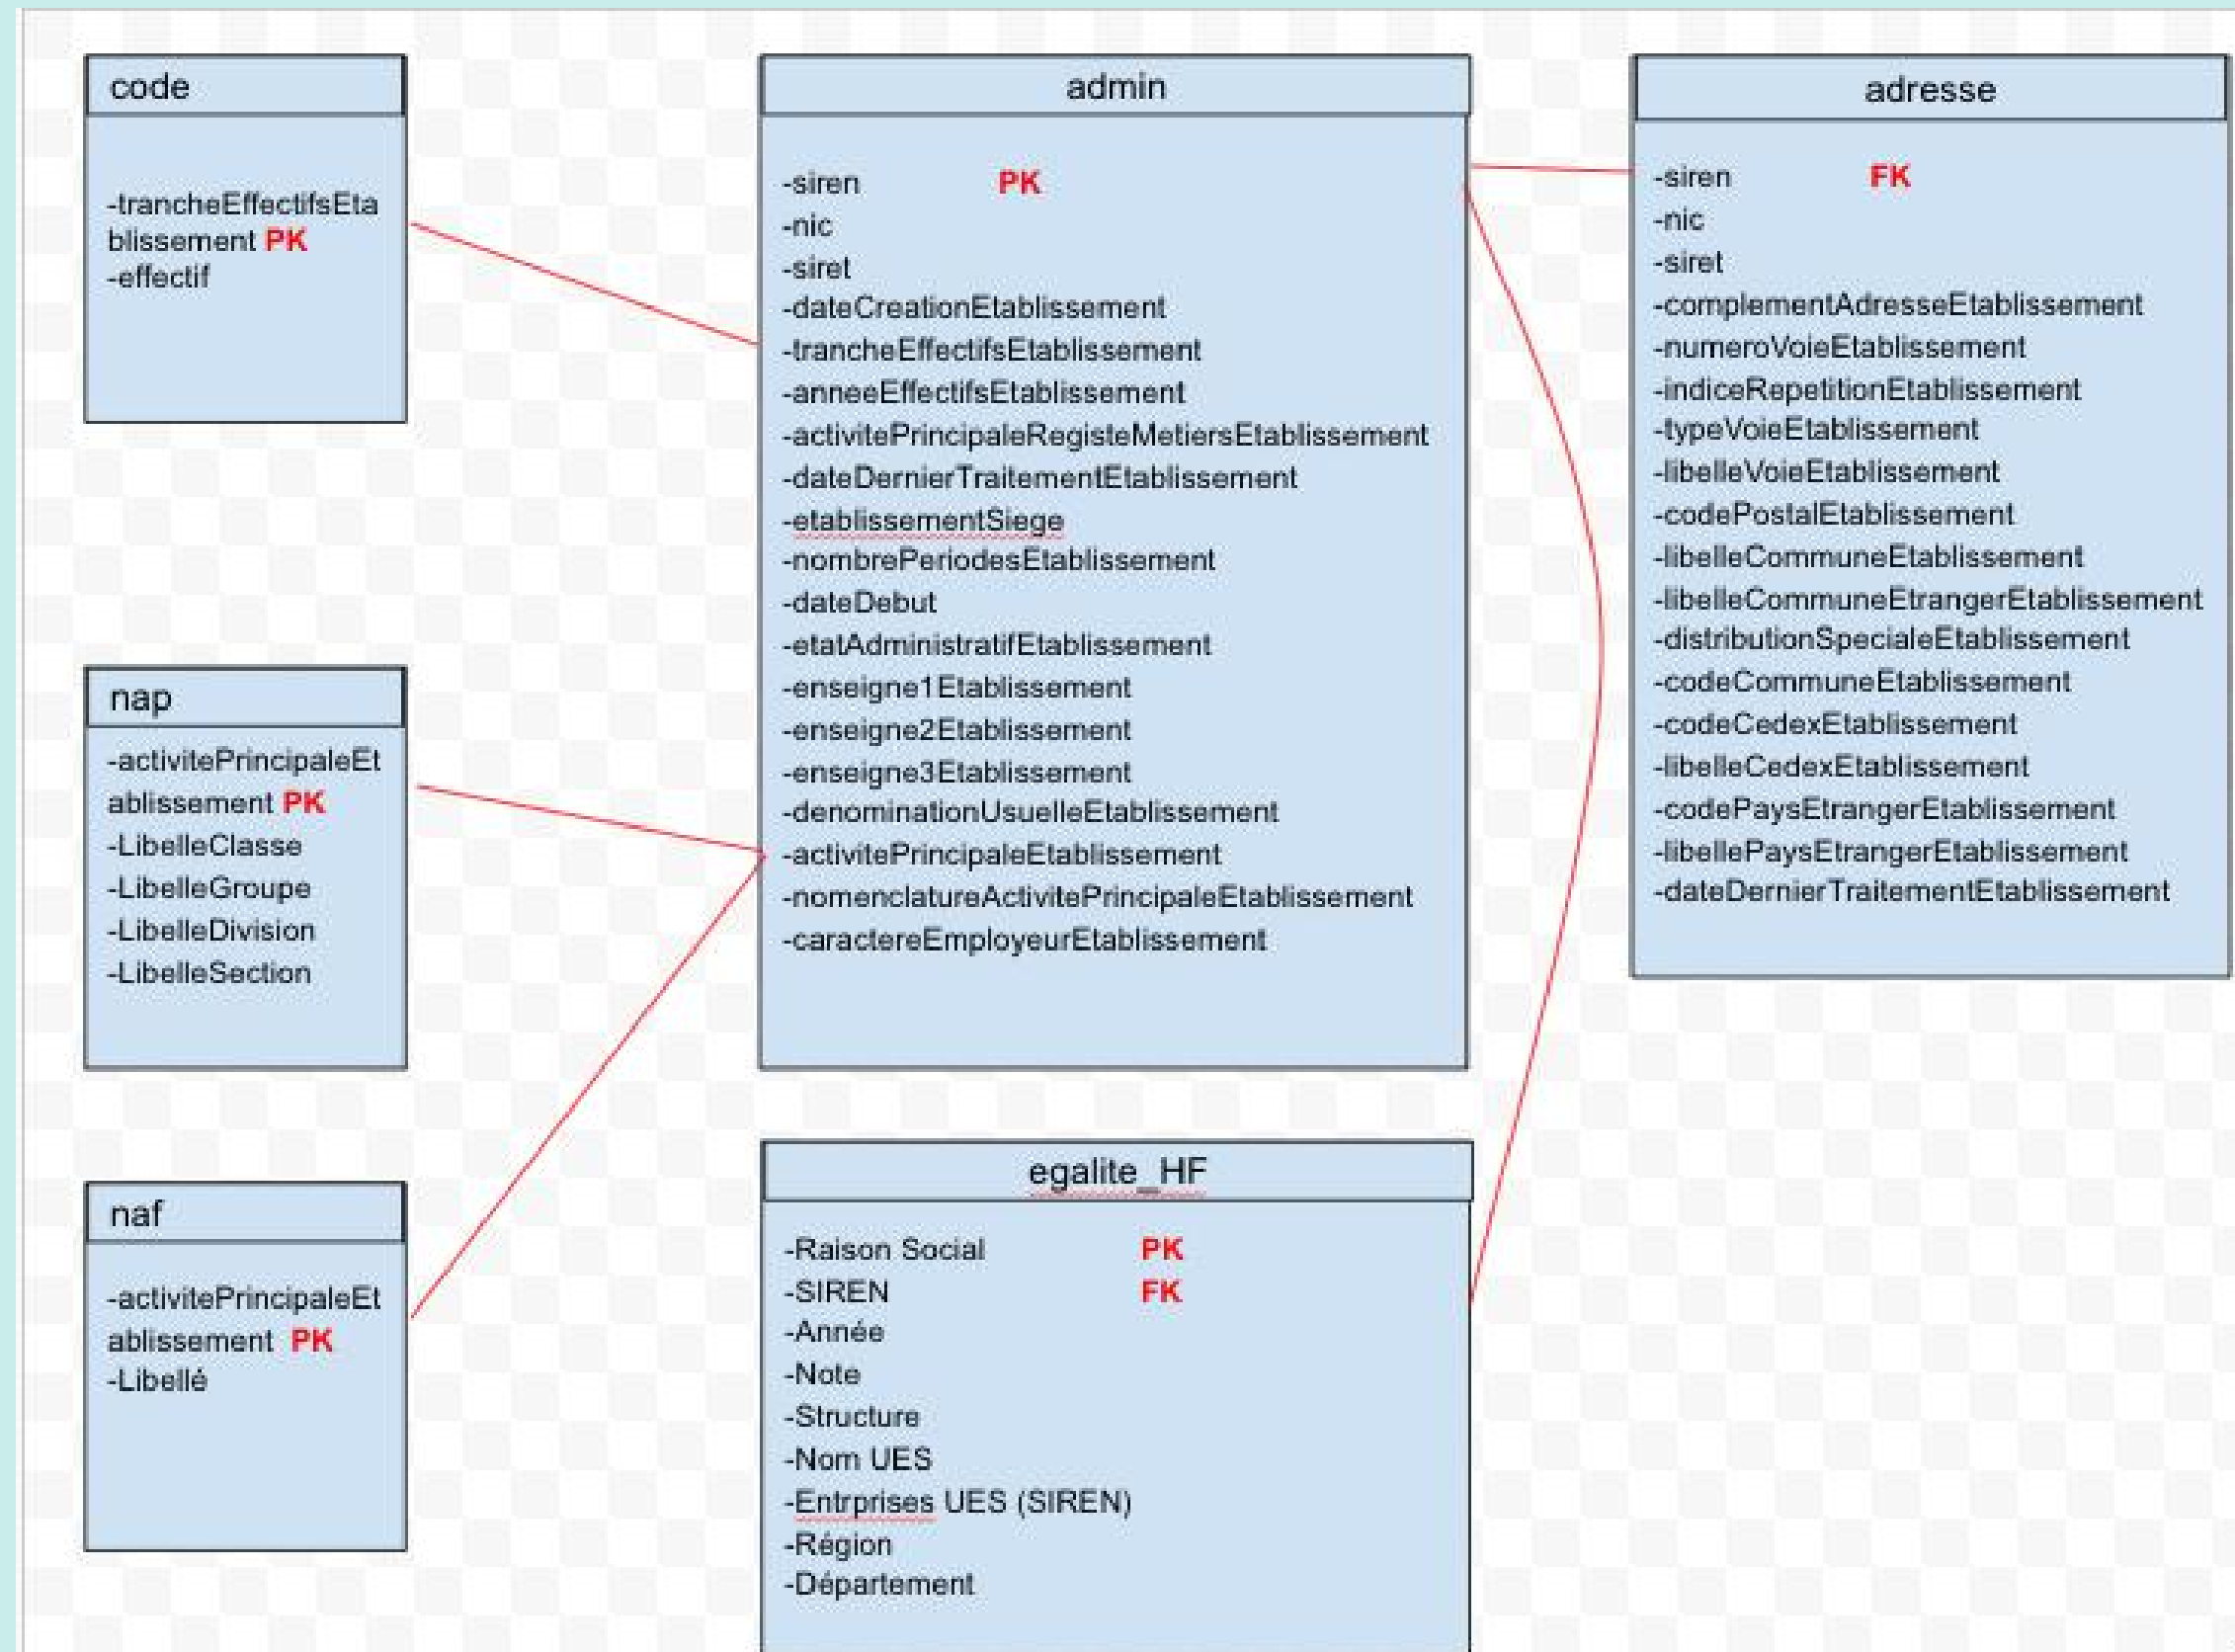 code
-trancheEffectifsEta
blissement PK
-effectif
nap
-activitePrincipaleEt
ablissement PK
-LibelleClasse
-LibelleGroupe
-LibelleDivision
-LibelleSection
naf
-activitePrincipaleEt
ablissement PK
-Libellé
admin
-siren PK
-nic
-siret
-dateCreationEtablissement
-trancheEffectifsEtablissement
-anneeEffectifsEtablissement
-activitePrincipaleRegisteMetiersEtablissement
-dateDernierTraitementEtablissement
-etablissementSiege
-nombrePeriodesEtablissement
-dateDebut
-etatAdministratifEtablissement
-enseigne1Etablissement
-enseigne2Etablissement
-enseigne3Etablissement
-denominationUsuelleEtablissement
-activitePrincipaleEtablissement
-nomenclatureActivitePrincipaleEtablissement
-caractereEmployeurEtablissement
egalite_HF
-Raison Social PK
-SIREN FK
-Année
-Note
-Structure
-Nom UES
-Entrprises UES (SIREN)
-Région
-Département
adresse
-siren FK
-nic
-siret
-complementAdresseEtablissement
-numeroVoieEtablissement
-indiceRepetitionEtablissement
-typeVoieEtablissement
-libelleVoieEtablissement
-codePostalEtablissement
-libelleCommuneEtablissement
-libelleCommuneEtrangerEtablissement
-distributionSpecialeEtablissement
-codeCommuneEtablissement
-codeCedexEtablissement
-libelleCedexEtablissement
-codePaysEtrangerEtablissement
-libellePaysEtrangerEtablissement
-dateDernierTraitementEtablissement